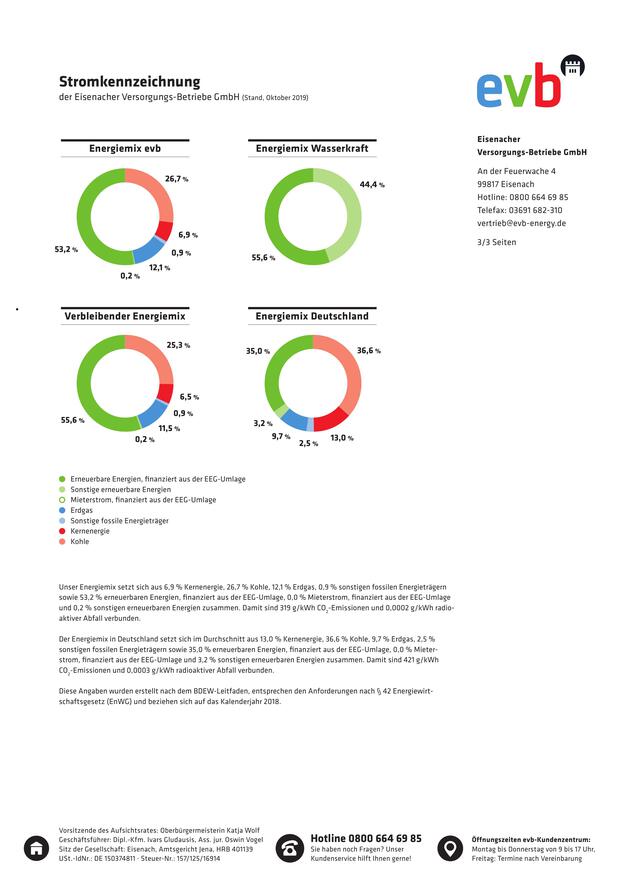 Stromkennzeichnung
der Eisenacher Versorgungs-Betriebe GmbH (Stand, Oktober 2019)
evb
Eisenacher
Versorgungs-Betriebe GmbH
An der Feuerwache 4
99817 Eisenach
Hotline: 0800 664 69 85
Telefax: 03691 682-310
vertrieb@evb-energy.de
3/3 Seiten
Energiemix evb
26,7 %
6,9 %
0,9 %
12,1 %
0,2 %
53,2 %
Energiemix Wasserkraft
44,4 %
55,6 %
Verbleibender Energiemix
25,3 %
6,5 %
0,9 %
11,5 %
0,2 %
55,6 %
Energiemix Deutschland
35,0 %
36,6 %
3,2 %
9,7 %
2,5 %
13,0 %
Erneuerbare Energien, finanziert aus der EEG-Umlage
Sonstige erneuerbare Energien
Mieterstrom, finanziert aus der EEG-Umlage
Erdgas
Sonstige fossile Energieträger
Kernenergie
Kohle
Unser Energiemix setzt sich aus 6,9 % Kernenergie, 26,7 % Kohle, 12,1 % Erdgas, 0,9 % sonstigen fossilen Energieträgern
sowie 53,2 % erneuerbaren Energien, finanziert aus der EEG-Umlage, 0,0 % Mieterstrom, finanziert aus der EEG-Umlage
und 0,2 % sonstigen erneuerbaren Energien zusammen. Damit sind 319 g/kWh CO₂-Emissionen und 0,0002 g/kWh radio-
aktiver Abfall verbunden.
Der Energiemix in Deutschland setzt sich im Durchschnitt aus 13,0 % Kernenergie, 36,6 % Kohle, 9,7 % Erdgas, 2,5 %
sonstigen fossilen Energieträgern sowie 35,0 % erneuerbaren Energien, finanziert aus der EEG-Umlage, 0,0 % Mieter-
strom, finanziert aus der EEG-Umlage und 3,2 % sonstigen erneuerbaren Energien zusammen. Damit sind 421 g/kWh
CO₂-Emissionen und 0,0003 g/kWh radioaktiver Abfall verbunden.
Diese Angaben wurden erstellt nach dem BDEW-Leitfaden, entsprechen den Anforderungen nach § 42 Energiewirt-
schaftsgesetz (EnWG) und beziehen sich auf das Kalenderjahr 2018.
Vorsitzende des Aufsichtsrates: Oberbürgermeisterin Katja Wolf
Geschäftsführer: Dipl.-Kfm. Ivars Gludausis, Ass. jur. Oswin Vogel
Sitz der Gesellschaft: Eisenach, Amtsgericht Jena, HRB 401139
USt.-IdNr.: DE 150374811 · Steuer-Nr.: 157/125/16914
Hotline 0800 664 69 85
Sie haben noch Fragen? Unser
Kundenservice hilft Ihnen gerne!
Öffnungszeiten evb-Kundenzentrum:
Montag bis Donnerstag von 9 bis 17 Uhr,
Freitag: Termine nach Vereinbarung